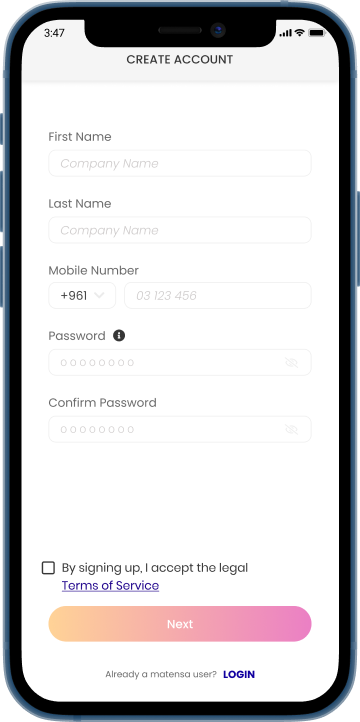 3:47
CREATE ACCOUNT
First Name
Company Name
Last Name
Company Name
Mobile Number
+961 03 123 456
Password
Confirm Password
By signing up, I accept the legal
Terms of Service
Next
Already a matensa user? LOGIN